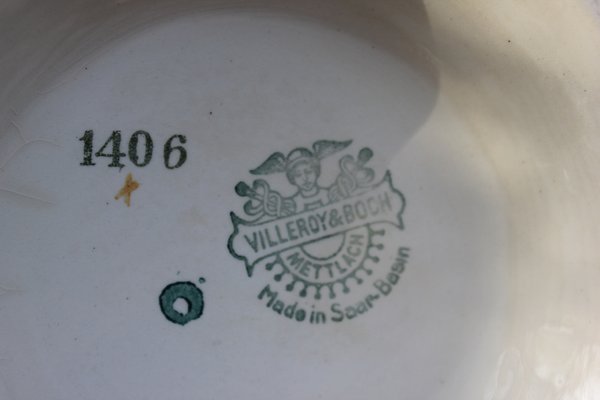 1406
VILLEROY & BOCH
METTLACH
Made in Saar-Basin